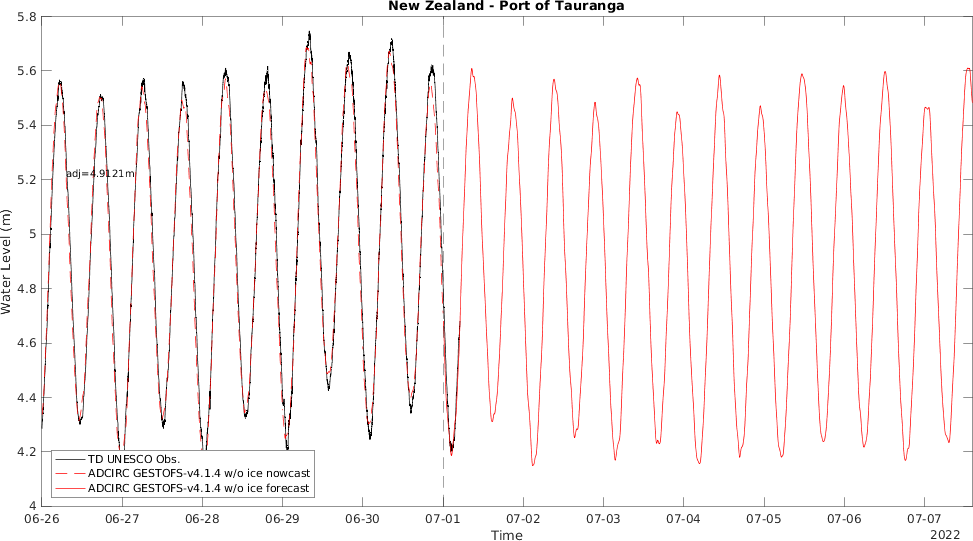 New Zealand - Port of Tauranga
5.8
5.6
5.4
5.2
5
4.8
4.6
4.4
4.2
4
Water Level (m)
adj=4.9121m
TD UNESCO Obs.
ADCIRC GESTOFS-v4.1.4 w/o ice nowcast
ADCIRC GESTOFS-v4.1.4 w/o ice forecast
06-26 06-27 06-28 06-29 06-30 07-01 07-02 07-03 07-04 07-05 07-06 07-07
Time
2022